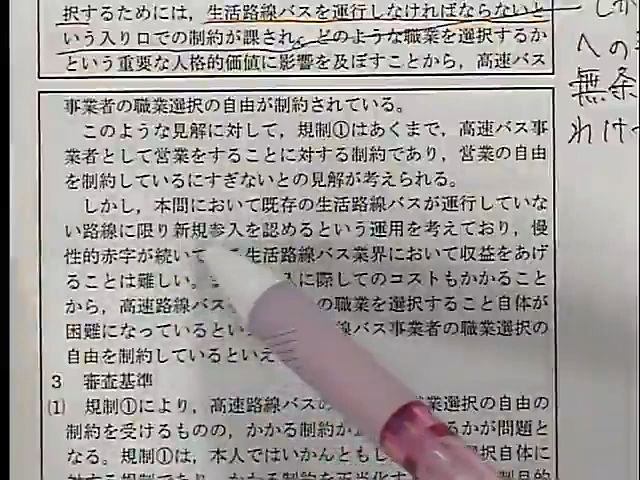 択するためには，生活路線バスを運行しなければならないと
いう入り口での制約が課され，どのような職業を選択するか
という重要な人格的価値に影響を及ぼすことから，高速バス
への
無条
れけ
事業者の職業選択の自由が制約されている。
このような見解に対して，規制①はあくまで，高速バス事
業者として営業をすることに対する制約であり，営業の自由
を制約しているにすぎないとの見解が考えられる。
しかし，本問において既存の生活路線バスが運行していな
い路線に限り新規参入を認めるという運用を考えており，慢
性的赤字が続いて 生活路線バス業界において収益をあげ
ることは難しい。 に際してのコストもかかること
から，高速路線バス の職業を選択すること自体が
困難になっていると 線バス事業者の職業選択の
自由を制約しているといえ
3 審査基準
(1) 規制①により，高速路線バス 業選択の自由の
制約を受けるものの，かかる制約が るかが問題と
なる。規制①は，本人ではいかんとも 選択自体に